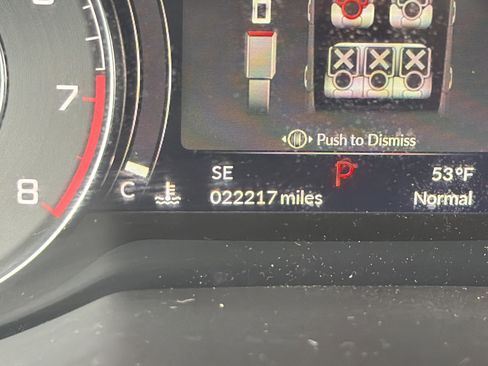 7
Push to Dismiss
8
C
SE
P
53°F
022217 miles
Normal